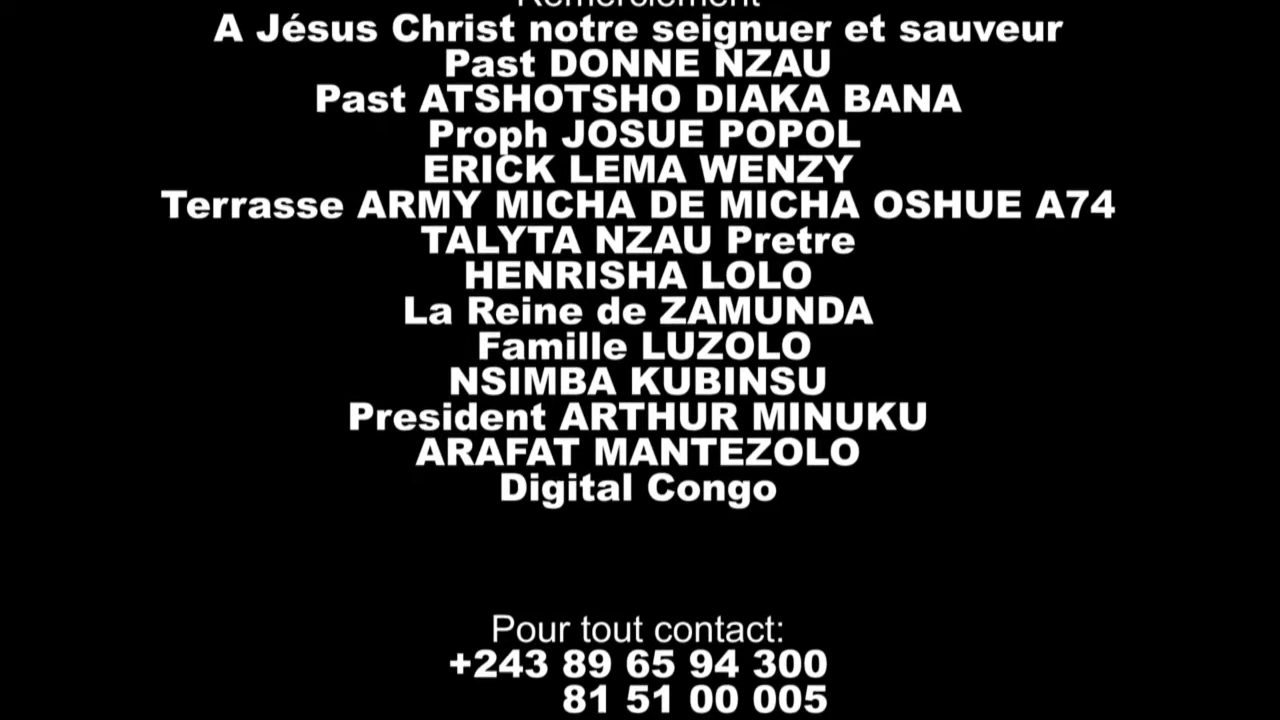 Remerciement
A Jésus Christ notre seignuer et sauveur
Past DONNE NZAU
Past ATSHOTSHO DIAKA BANA
Proph JOSUE POPOL
ERICK LEMA WENZY
Terrasse ARMY MICHA DE MICHA OSHUE A74
TALYTA NZAU Pretre
HENRISHA LOLO
La Reine de ZAMUNDA
Famille LUZOLO
NSIMBA KUBINSU
President ARTHUR MINUKU
ARAFAT MANTEZOLO
Digital Congo
Pour tout contact:
+243 89 65 94 300
81 51 00 005